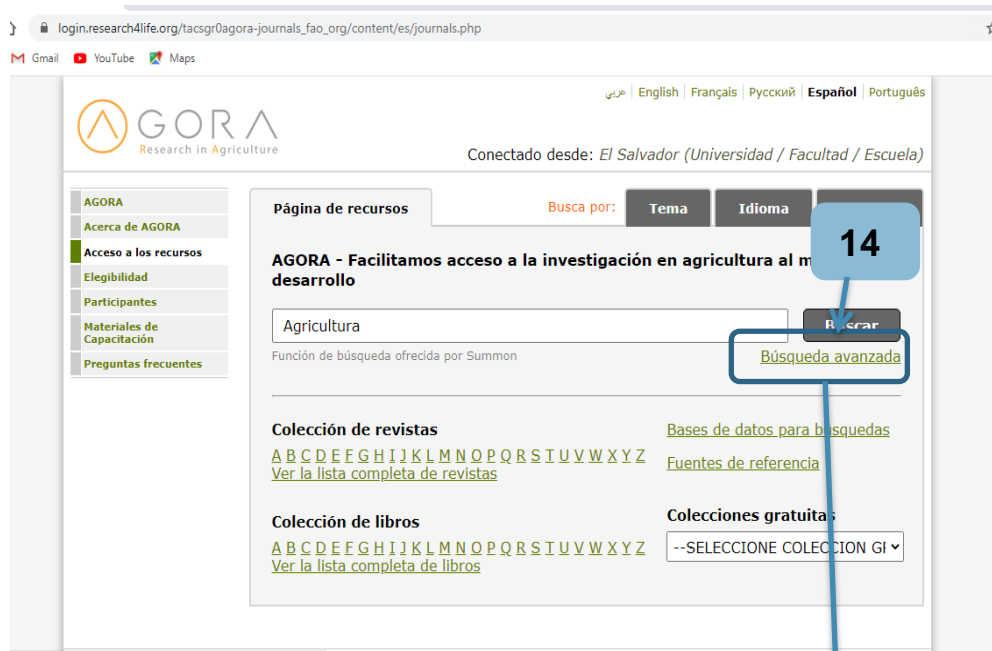 login.research4life.org/tacsgr0agora-journals_fao_org/content/es/journals.php
Gmail YouTube Maps
عربي English Français Русский Español Português
AGORA
Research in Agriculture
Conectado desde: El Salvador (Universidad / Facultad / Escuela)
AGORA
Acerca de AGORA
Acceso a los recursos
Elegibilidad
Participantes
Materiales de
Capacitación
Preguntas frecuentes
Página de recursos
Busca por: Tema Idioma
14
AGORA - Facilitamos acceso a la investigación en agricultura al
desarrollo
Agricultura
Buscar
Función de búsqueda ofrecida por Summon
Búsqueda avanzada
Colección de revistas
A B C D E F G H I J K L M N O P Q R S T U V W X Y Z
Ver la lista completa de revistas
Bases de datos para búsquedas
Fuentes de referencia
Colección de libros
A B C D E F G H I J K L M N O P Q R S T U V W X Y Z
Ver la lista completa de libros
Colecciones gratuitas
--SELECCIONE COLECCION